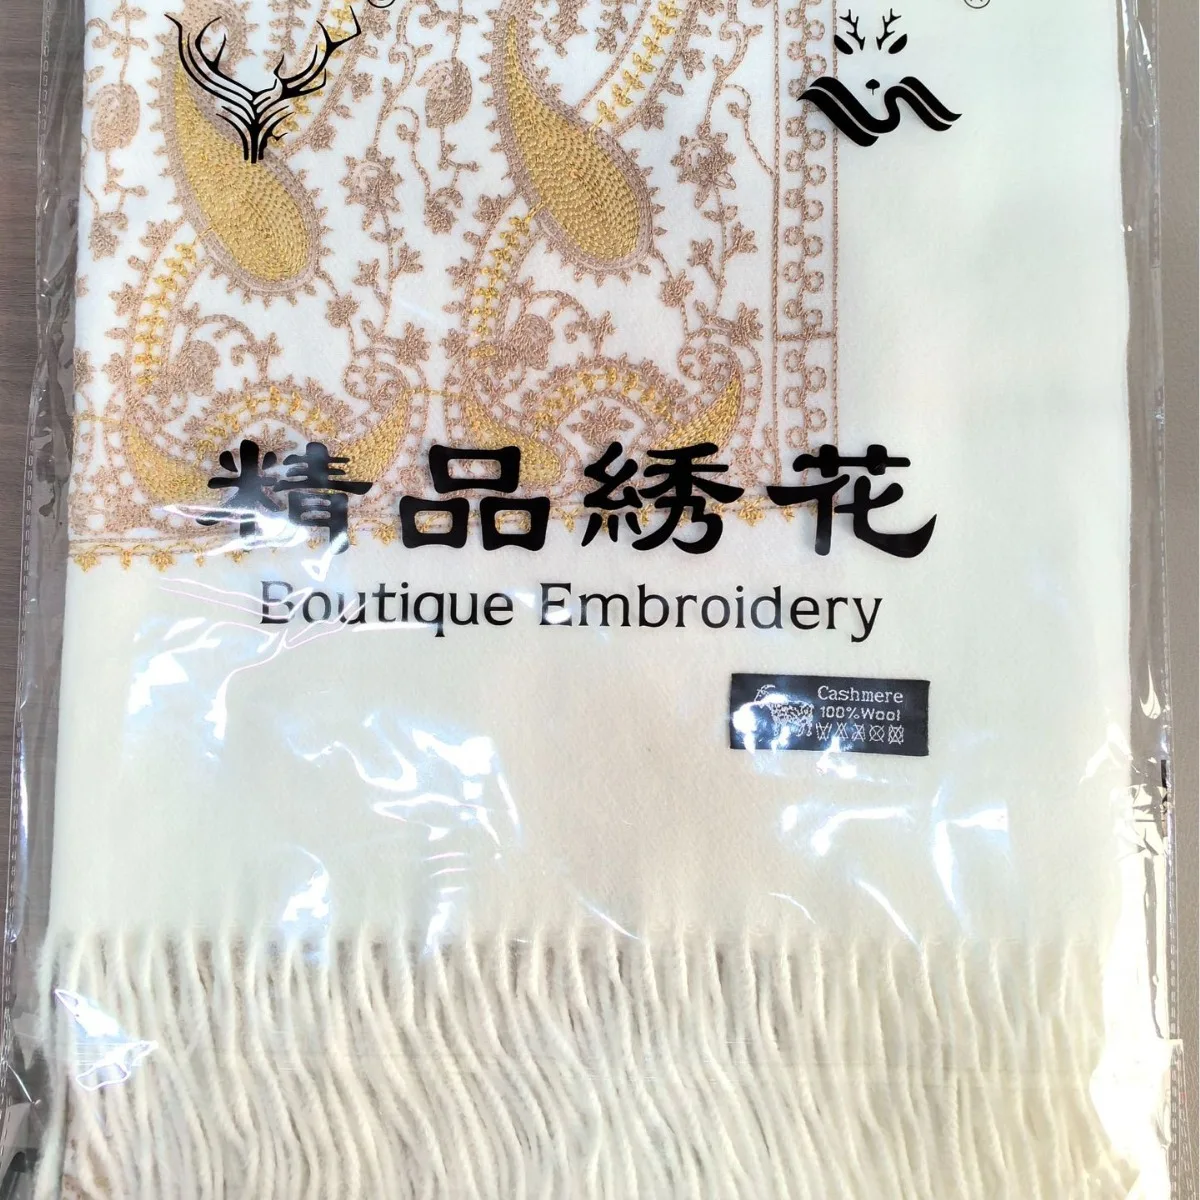 精品綉花
Boutique Embroidery
Cashmere
100%Wool